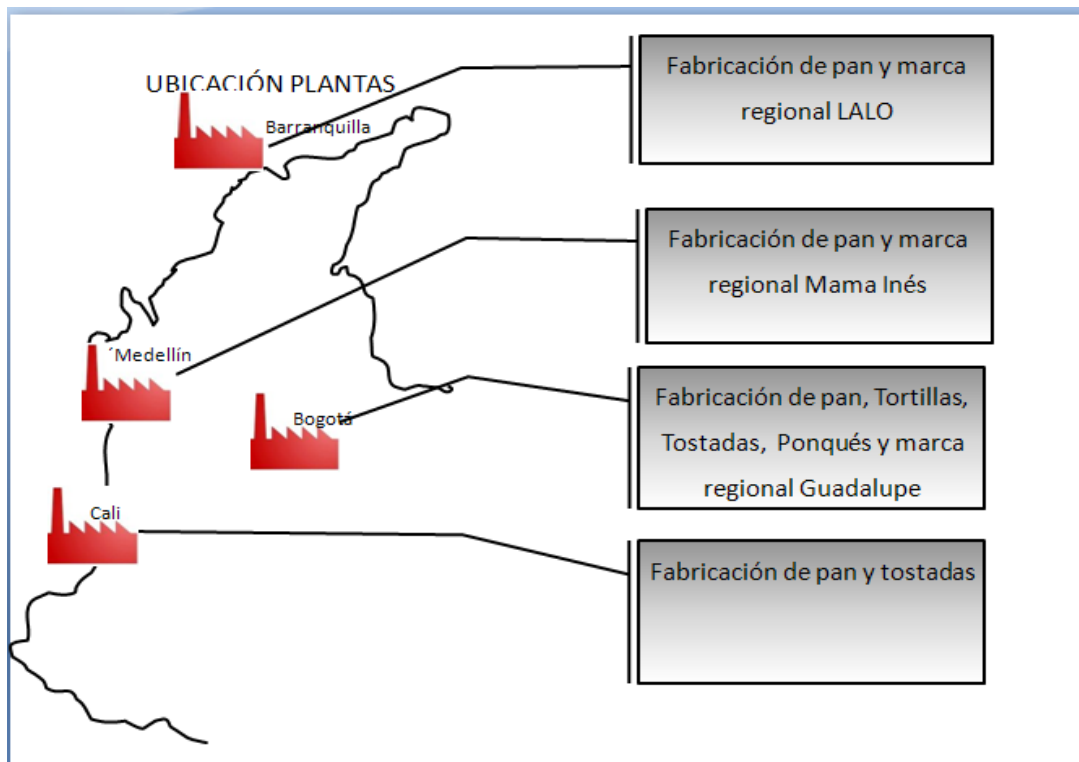 UBICACIÓN PLANTAS
Barranquilla
Fabricación de pan y marca
regional LALO
Fabricación de pan y marca
regional Mama Inés
´Medellín
Bogotá
Fabricación de pan, Tortillas,
Tostadas, Ponqués y marca
regional Guadalupe
Cali
Fabricación de pan y tostadas